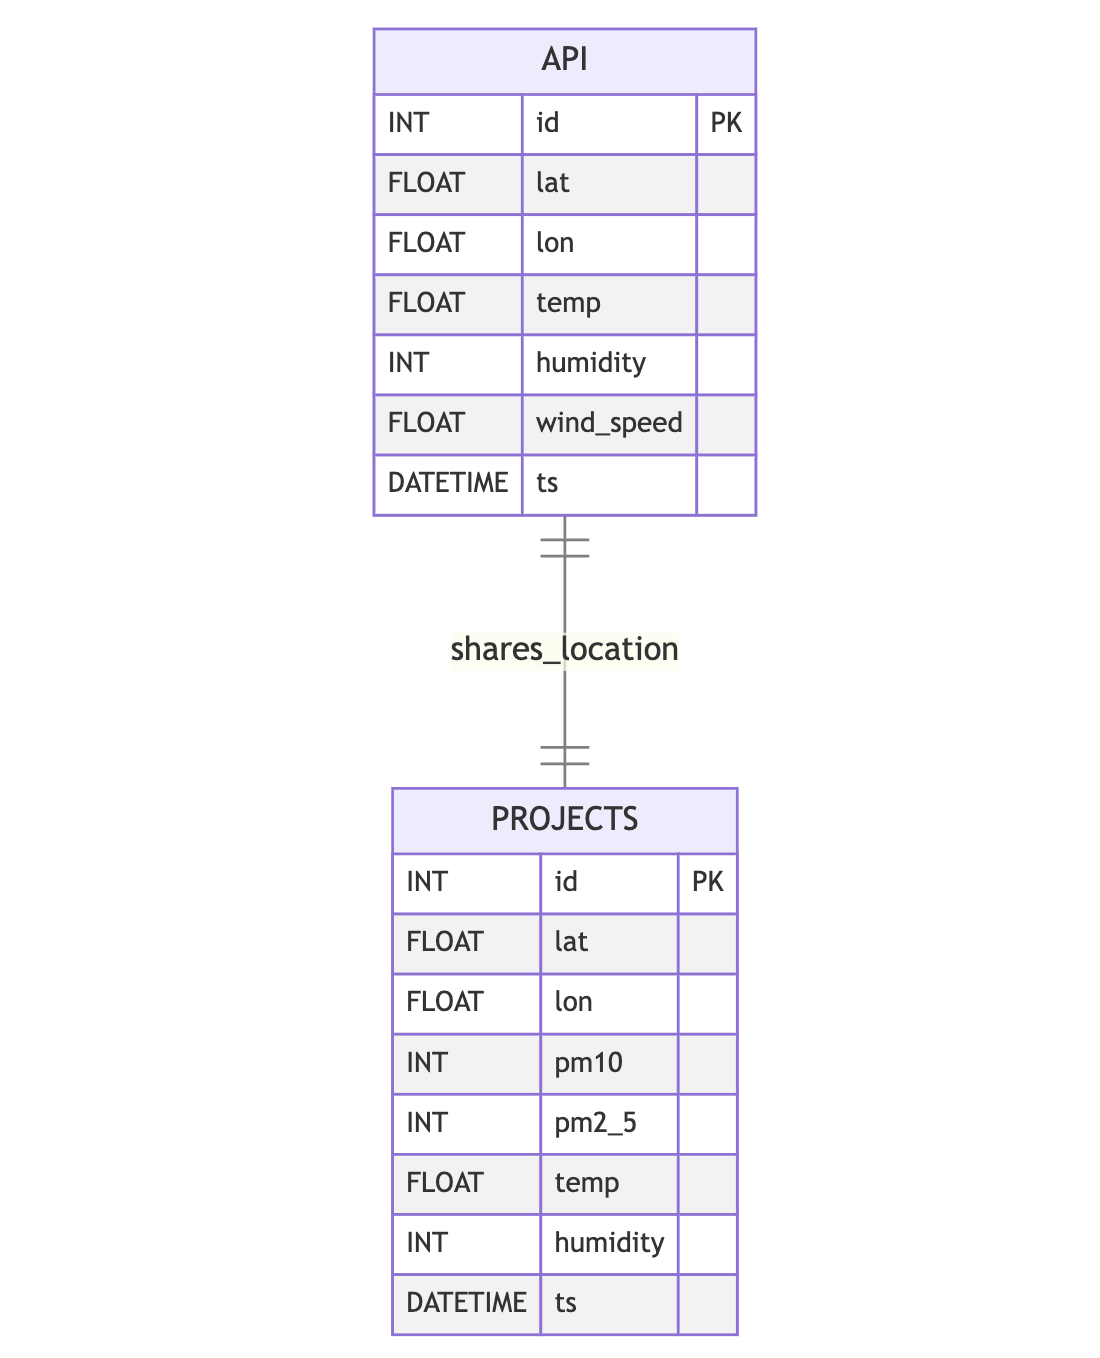 API
INT id PK
FLOAT lat
FLOAT lon
FLOAT temp
INT humidity
FLOAT wind_speed
DATETIME ts
shares_location
PROJECTS
INT id PK
FLOAT lat
FLOAT lon
INT pm10
INT pm2_5
FLOAT temp
INT humidity
DATETIME ts